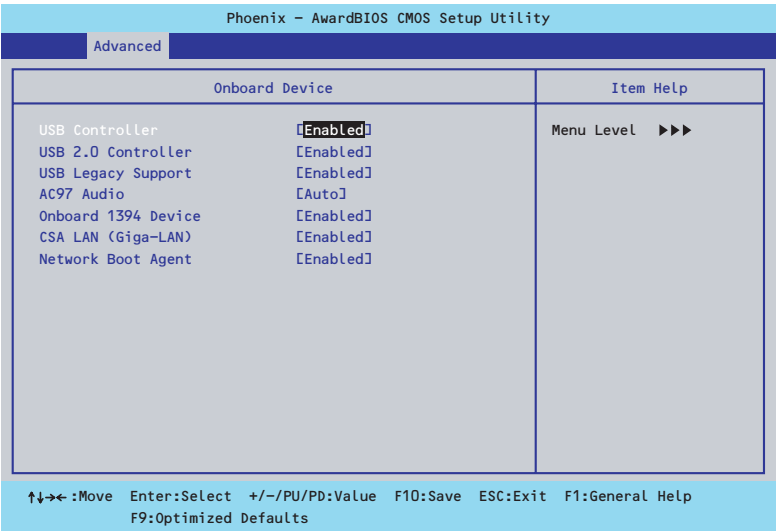 Phoenix - AwardBIOS CMOS Setup Utility
Advanced
Onboard Device
Item Help
USB Controller [Enabled]
Menu Level ▶▶▶
USB 2.0 Controller [Enabled]
USB Legacy Support [Enabled]
AC97 Audio [Auto]
Onboard 1394 Device [Enabled]
CSA LAN (Giga-LAN) [Enabled]
Network Boot Agent [Enabled]
↑↓→←:Move Enter:Select +/-/PU/PD:Value F10:Save ESC:Exit F1:General Help
F9:Optimized Defaults